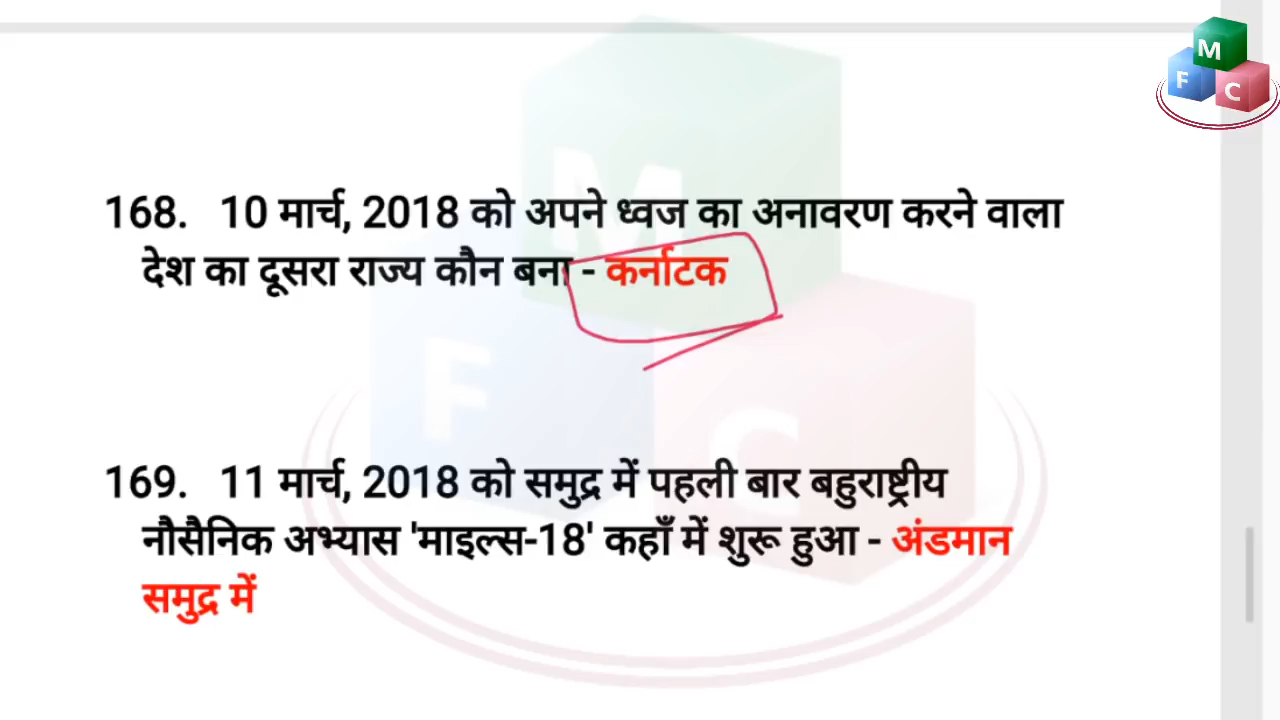 M
F C
168. 10 मार्च, 2018 को अपने ध्वज का अनावरण करने वाला
देश का दूसरा राज्य कौन बना - कर्नाटक
169. 11 मार्च, 2018 को समुद्र में पहली बार बहुराष्ट्रीय
नौसैनिक अभ्यास 'माइल्स-18' कहाँ में शुरू हुआ - अंडमान
समुद्र में
M
F C